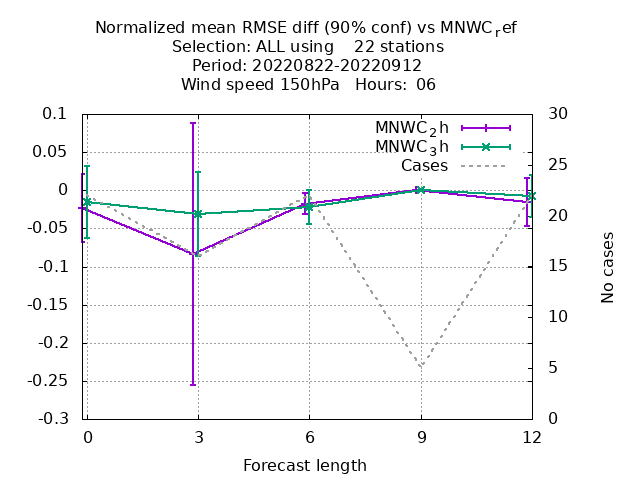 Normalized mean RMSE diff (90% conf) vs MNWC_ref
Selection: ALL using    22 stations
Period: 20220822-20220912
Wind speed 150hPa   Hours: 06
0.1
0.05
0
-0.05
-0.1
-0.15
-0.2
-0.25
-0.3
30
25
20
15
10
5
0
MNWC_2h
MNWC_3h
Cases
No cases
0 3 6 9 12
Forecast length